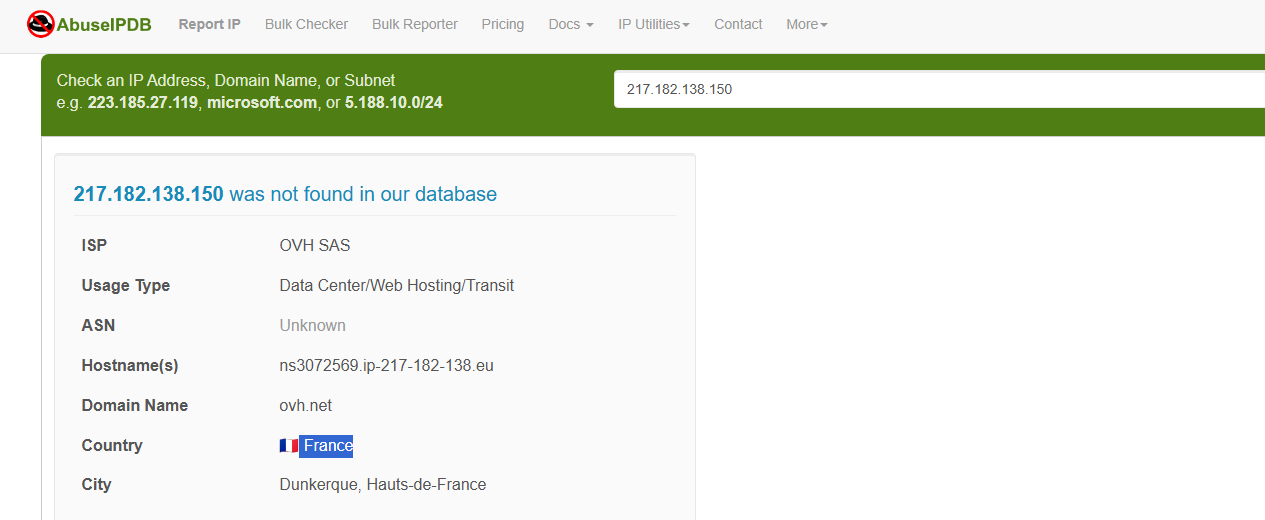 AbuseIPDB Report IP Bulk Checker Bulk Reporter Pricing Docs IP Utilities Contact More
Check an IP Address, Domain Name, or Subnet
e.g. 223.185.27.119, microsoft.com, or 5.188.10.0/24
217.182.138.150
217.182.138.150 was not found in our database
ISP OVH SAS
Usage Type Data Center/Web Hosting/Transit
ASN Unknown
Hostname(s) ns3072569.ip-217-182-138.eu
Domain Name ovh.net
Country France
City Dunkerque, Hauts-de-France